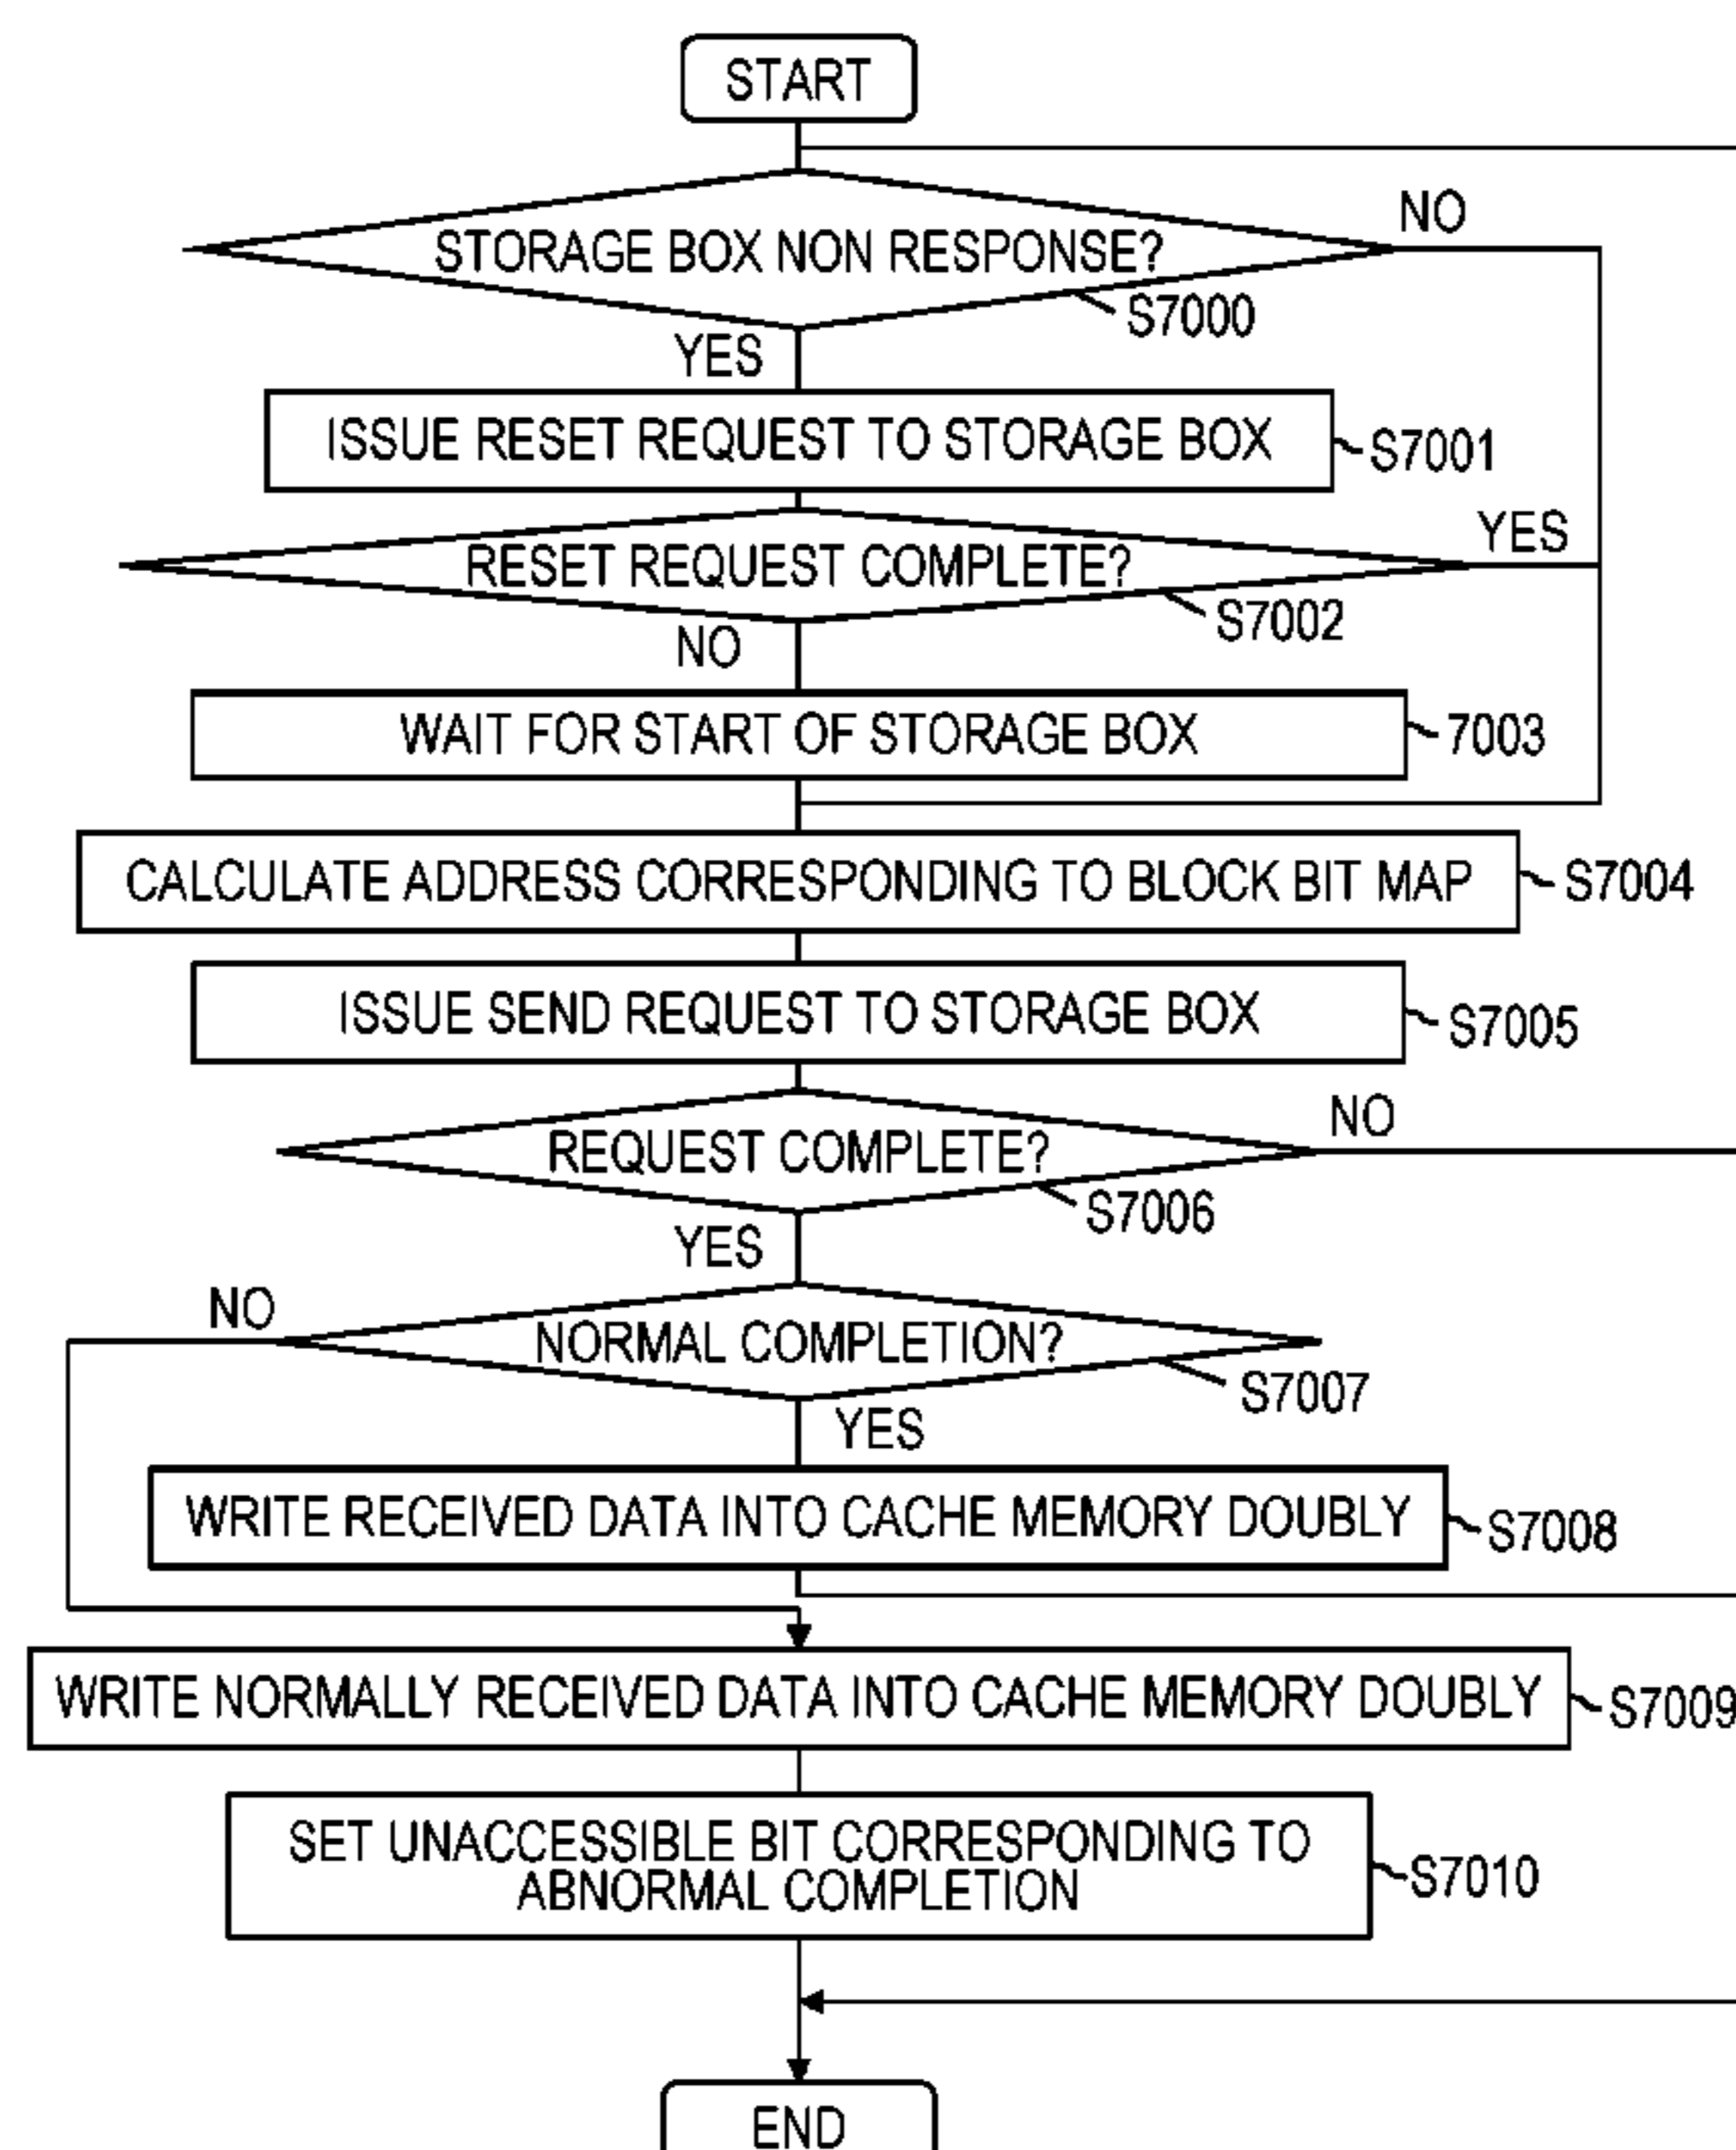 START
NO
STORAGE BOX NON RESPONSE?
S7000
YES
ISSUE RESET REQUEST TO STORAGE BOX
S7001
YES
RESET REQUEST COMPLETE?
S7002
NO
WAIT FOR START OF STORAGE BOX
7003
CALCULATE ADDRESS CORRESPONDING TO BLOCK BIT MAP
S7004
ISSUE SEND REQUEST TO STORAGE BOX
S7005
NO
REQUEST COMPLETE?
S7006
YES
NO
NORMAL COMPLETION?
S7007
YES
WRITE RECEIVED DATA INTO CACHE MEMORY DOUBLY
S7008
WRITE NORMALLY RECEIVED DATA INTO CACHE MEMORY DOUBLY
S7009
SET UNACCESSIBLE BIT CORRESPONDING TO
ABNORMAL COMPLETION
S7010
END